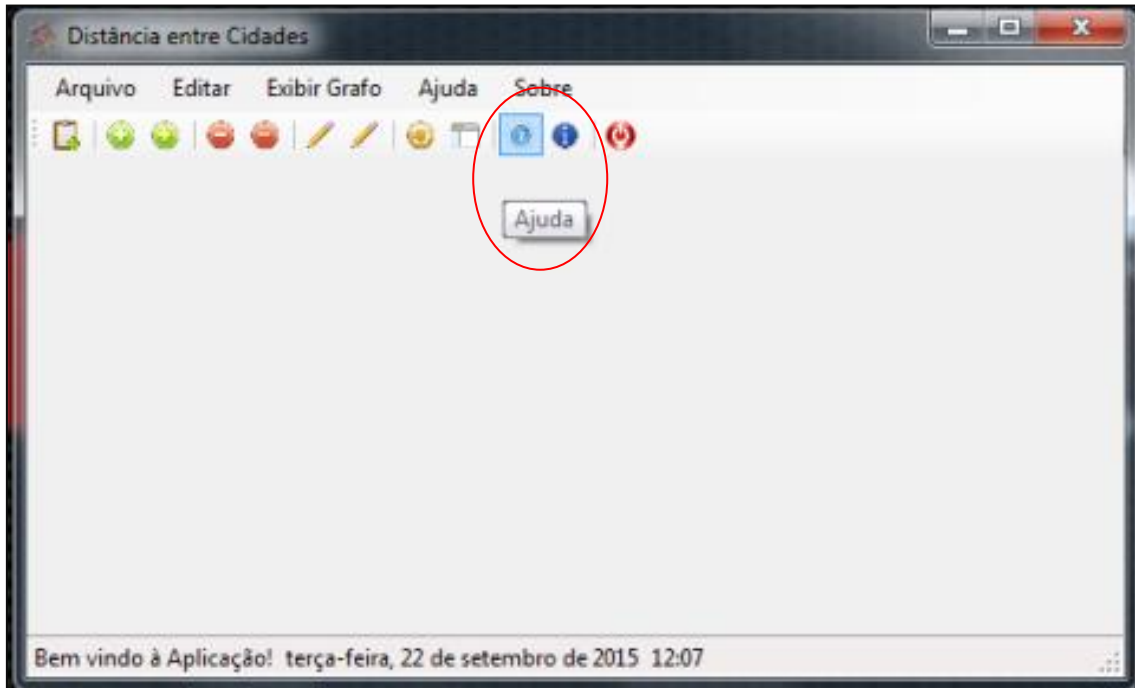 Distância entre Cidades
Arquivo Editar Exibir Grafo Ajuda Sobre
Ajuda
Bem vindo à Aplicação! terça-feira, 22 de setembro de 2015 12:07